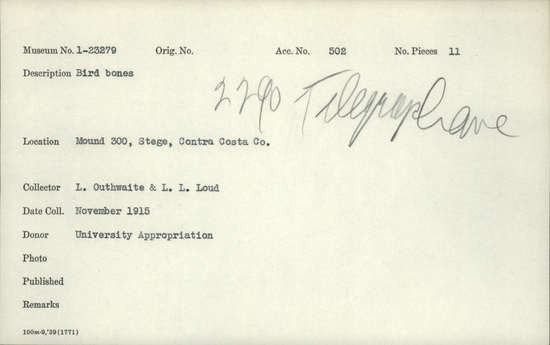 Museum No. 1-23279 Orig. No. Acc. No. 502 No. Pieces 11
Description Bird bones
2290 Telegraph ave
Location Mound 300, Stege, Contra Costa Co.
Collector L. Outhwaite & L. L. Loud
Date Coll. November 1915
Donor University Appropriation
Photo
Published
Remarks
100m-9,'39(1771)